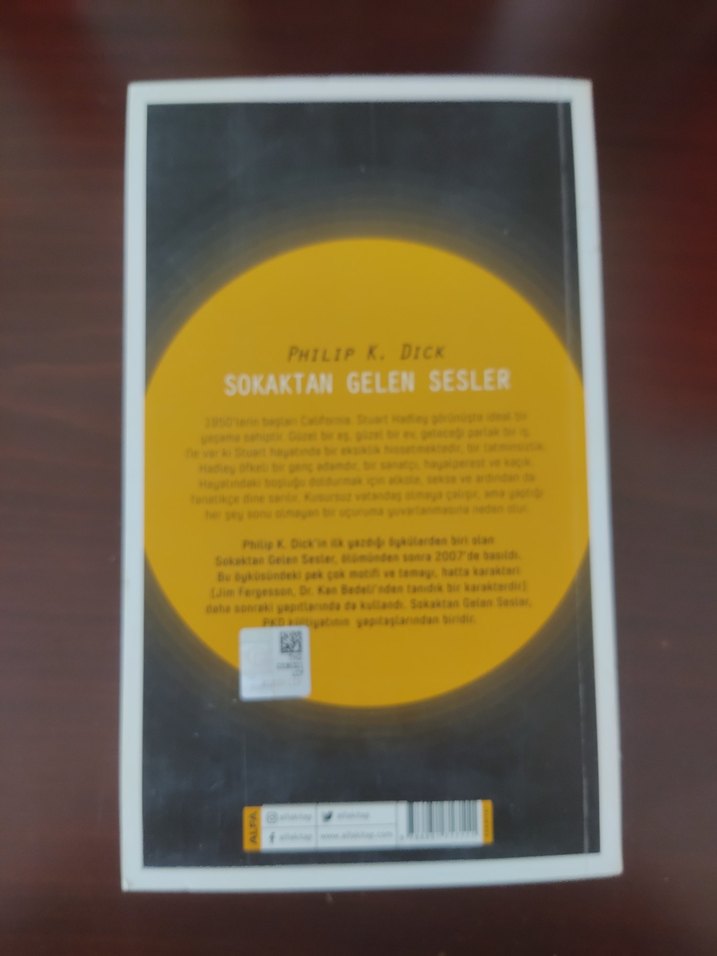 PHILIP K. DICK
SOKAKTAN GELEN SESLER
1950'lerin başları California. Stuart Hadley görünüşte ideal bir
yaşama sahiptir. Güzel bir eş, güzel bir ev, geleceği parlak bir iş.
Ne var ki Stuart hayatında bir eksiklik hissetmektedir, bir tatminsizlik.
Hadley öfkeli bir genç adamdır, bir sanatçı, hayalperest ve kaçık.
Hayatındaki boşluğu doldurmak için alkole, sekse ve ardından da
fanatikçe dine sarılır. Kusursuz vatandaş olmaya çalışır, ama yaptığı
her şey sonu olmayan bir uçuruma yuvarlanmasına neden olur.
Philip K. Dick'in ilk yazdığı öykülerden biri olan
Sokaktan Gelen Sesler, ölümünden sonra 2007'de basıldı.
Bu öyküsündeki pek çok motifi ve temayı, hatta karakteri
(Jim Fergesson, Dr. Kan Bedeli'nden tanıdık bir karakterdir)
daha sonraki yapıtlarında da kullandı. Sokaktan Gelen Sesler,
PKD külliyatının yapıtaşlarından biridir.
ALFA
alfakitap
alfakitap
alfakitap
www.alfakitap.com